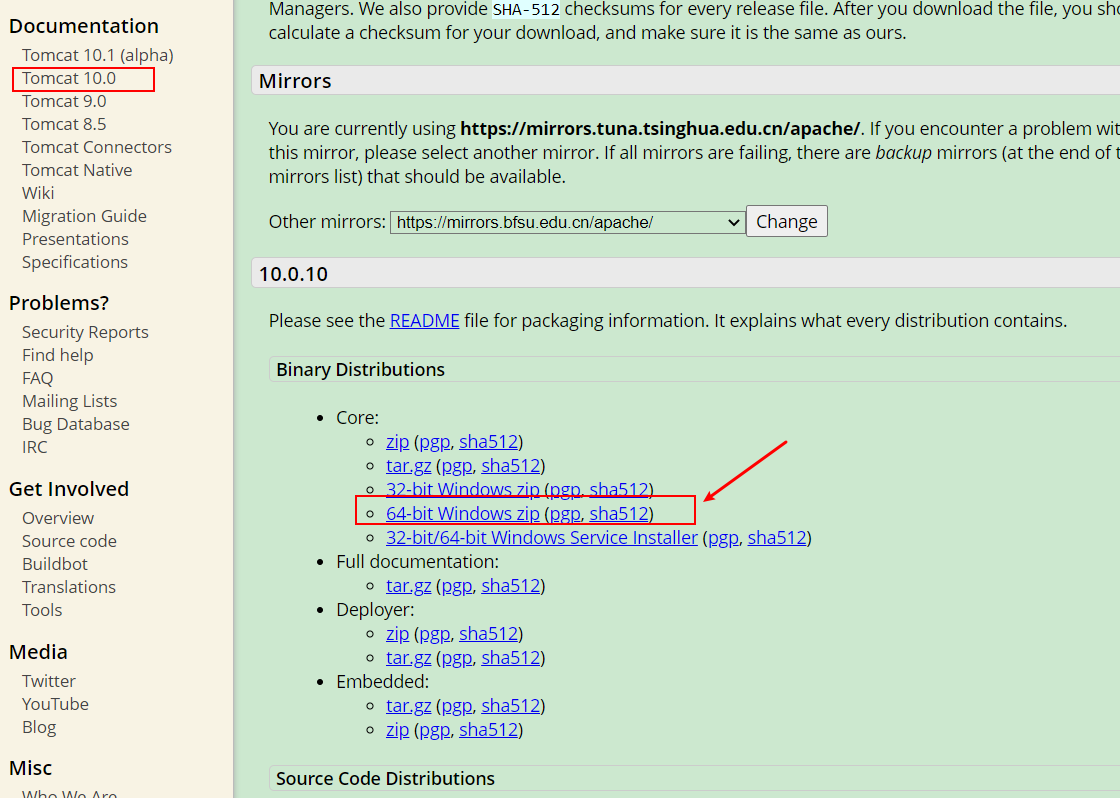 Documentation
Tomcat 10.1 (alpha)
Tomcat 10.0
Tomcat 9.0
Tomcat 8.5
Tomcat Connectors
Tomcat Native
Wiki
Migration Guide
Presentations
Specifications
Problems?
Security Reports
Find help
FAQ
Mailing Lists
Bug Database
IRC
Get Involved
Overview
Source code
Buildbot
Translations
Tools
Media
Twitter
YouTube
Blog
Misc
Who We Are
Managers. We also provide SHA-512 checksums for every release file. After you download the file, you sho
calculate a checksum for your download, and make sure it is the same as ours.
Mirrors
You are currently using https://mirrors.tuna.tsinghua.edu.cn/apache/. If you encounter a problem wit
this mirror, please select another mirror. If all mirrors are failing, there are backup mirrors (at the end of t
mirrors list) that should be available.
Other mirrors: https://mirrors.bfsu.edu.cn/apache/ Change
10.0.10
Please see the README file for packaging information. It explains what every distribution contains.
Binary Distributions
• Core:
zip (pgp, sha512)
tar.gz (pgp, sha512)
32-bit Windows zip (pgp, sha512)
64-bit Windows zip (pgp, sha512)
32-bit/64-bit Windows Service Installer (pgp, sha512)
• Full documentation:
tar.gz (pgp, sha512)
• Deployer:
zip (pgp, sha512)
tar.gz (pgp, sha512)
• Embedded:
tar.gz (pgp, sha512)
zip (pgp, sha512)
Source Code Distributions